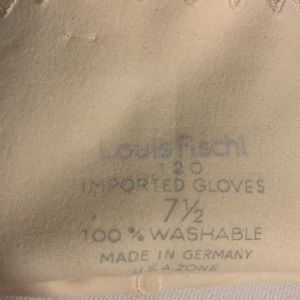 Louis Fischl
120
IMPORTED GLOVES
7½
100% WASHABLE
MADE IN GERMANY
U.S.A. ZONE